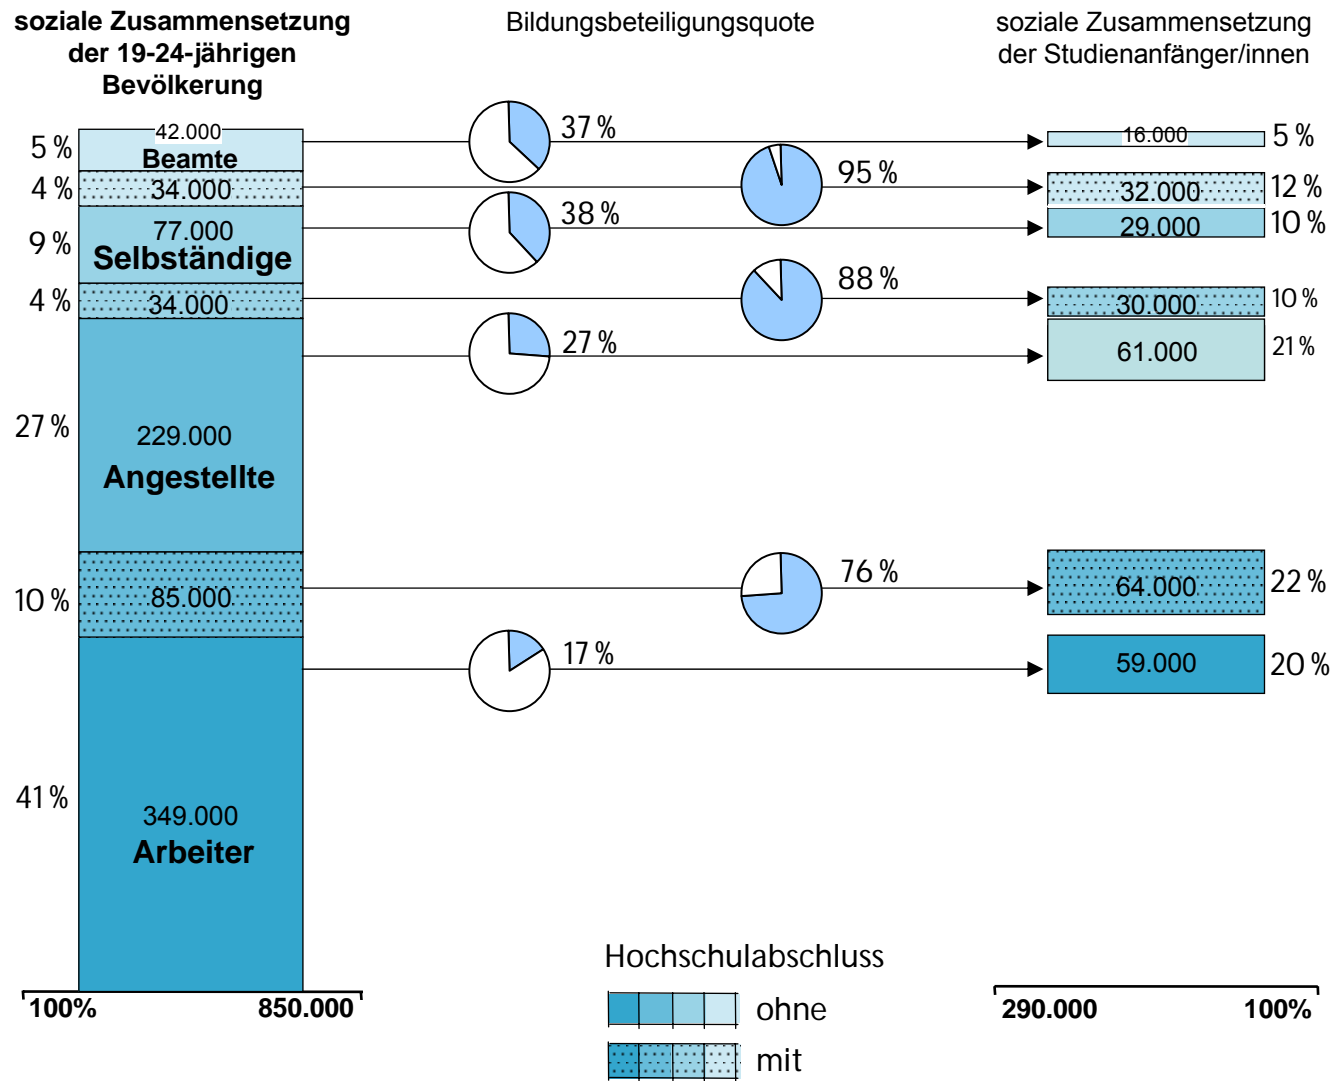 soziale Zusammensetzung
der 19-24-jährigen
Bevölkerung
Bildungsbeteiligungsquote
soziale Zusammensetzung
der Studienanfänger/innen
5 %
42.000
Beamte
37 %
16.000
5 %
4 %
34.000
95 %
32.000
12 %
9 %
77.000
Selbständige
38 %
29.000
10 %
4 %
34.000
88 %
30.000
10 %
27 %
61.000
21 %
27 %
229.000
Angestellte
10 %
85.000
76 %
64.000
22 %
17 %
59.000
20 %
41 %
349.000
Arbeiter
100% 850.000
Hochschulabschluss
ohne
mit
290.000 100%